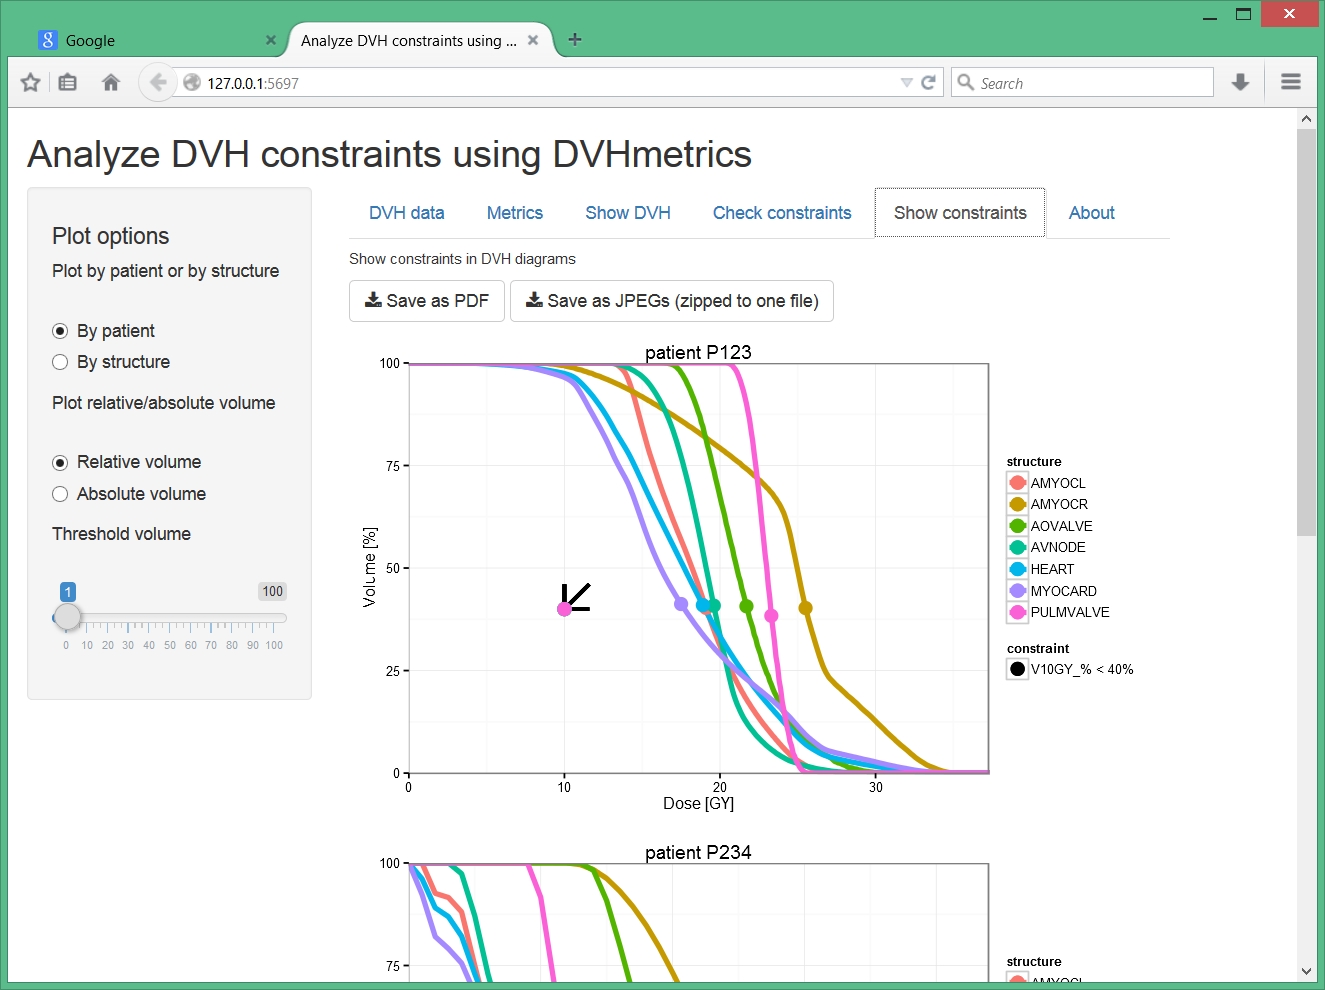 Google
Analyze DVH constraints using ...
127.0.0.1:5697
Search
Analyze DVH constraints using DVHmetrics
Plot options
Plot by patient or by structure
By patient
By structure
Plot relative/absolute volume
Relative volume
Absolute volume
Threshold volume
1
100
0 10 20 30 40 50 60 70 80 90 100
DVH data
Metrics
Show DVH
Check constraints
Show constraints
About
Show constraints in DVH diagrams
Save as PDF
Save as JPEGs (zipped to one file)
patient P123
100
75
50
25
0
Volume [%]
0 10 20 30
Dose [GY]
structure
AMYOCL
AMYOCR
AOVALVE
AVNODE
HEART
MYOCARD
PULMVALVE
constraint
V10GY_% < 40%
patient P234
100
75
structure
AMYOCL